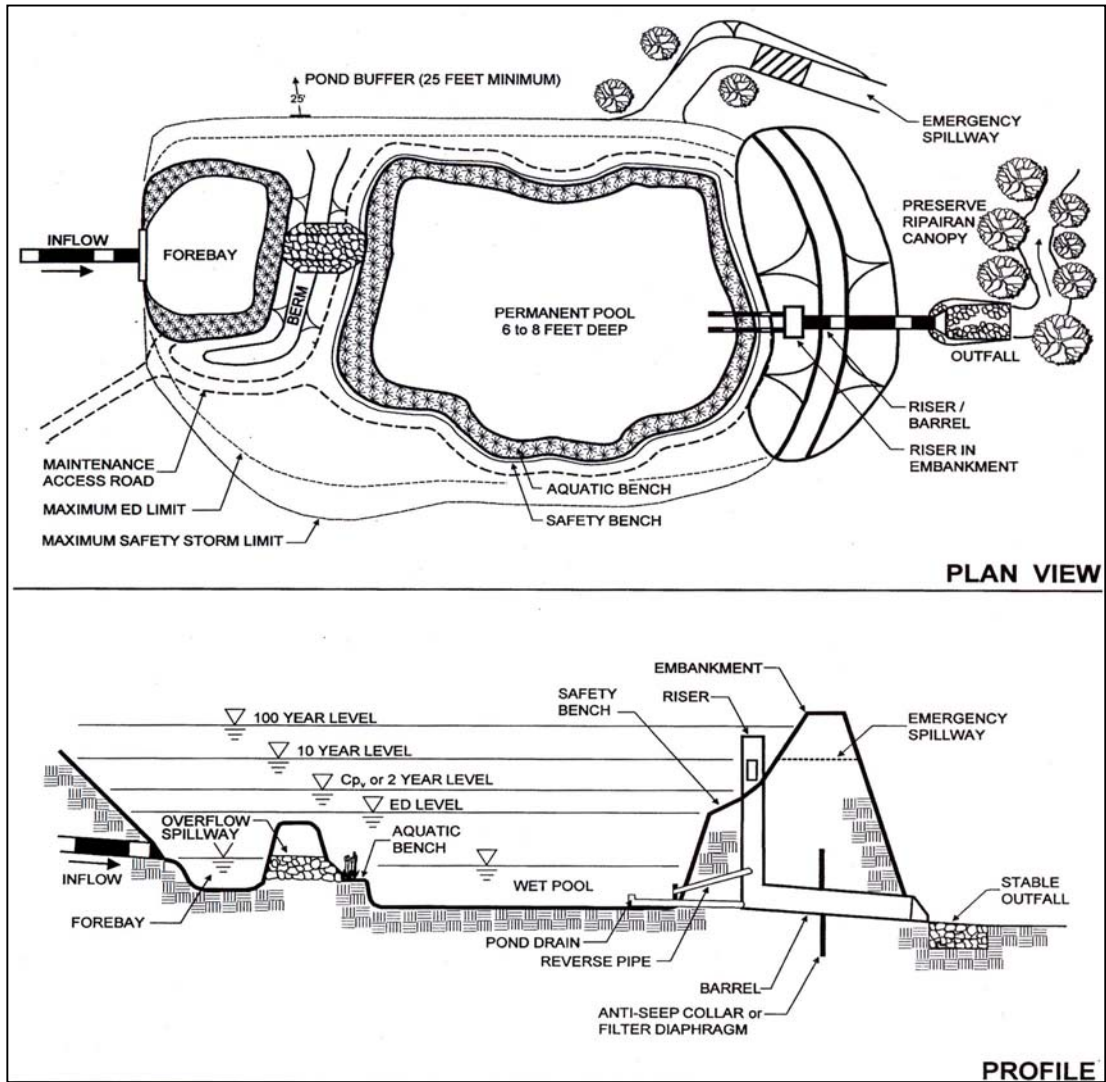 POND BUFFER (25 FEET MINIMUM)
25'
EMERGENCY
SPILLWAY
PRESERVE
RIPAIRAN
CANOPY
INFLOW
FOREBAY
BERM
PERMANENT POOL
6 to 8 FEET DEEP
OUTFALL
RISER /
BARREL
RISER IN
EMBANKMENT
MAINTENANCE
ACCESS ROAD
AQUATIC BENCH
MAXIMUM ED LIMIT
SAFETY BENCH
MAXIMUM SAFETY STORM LIMIT
PLAN VIEW
EMBANKMENT
SAFETY
BENCH
RISER
100 YEAR LEVEL
EMERGENCY
SPILLWAY
10 YEAR LEVEL
Cpv or 2 YEAR LEVEL
ED LEVEL
OVERFLOW
SPILLWAY
AQUATIC
BENCH
INFLOW
WET POOL
STABLE
OUTFALL
FOREBAY
POND DRAIN
REVERSE PIPE
BARREL
ANTI-SEEP COLLAR or
FILTER DIAPHRAGM
PROFILE